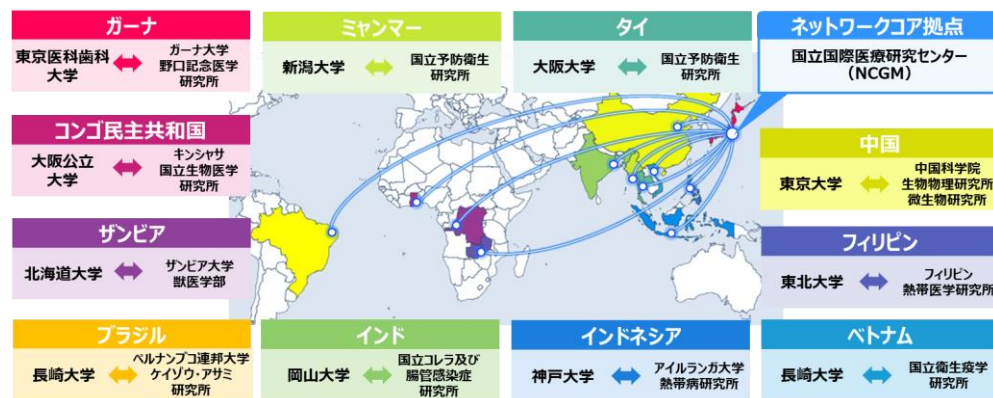 ガーナ
東京医科歯科
大学
ガーナ大学
野口記念医学
研究所
ミャンマー
新潟大学
国立予防衛生
研究所
タイ
大阪大学
国立予防衛生
研究所
ネットワークコア拠点
国立国際医療研究センター
（NCGM）
コンゴ民主共和国
大阪公立
大学
キンシャサ
国立生物医学
研究所
中国
東京大学
中国科学院
生物物理研究所
微生物研究所
ザンビア
北海道大学
ザンビア大学
獣医学部
フィリピン
東北大学
フィリピン
熱帯医学研究所
ブラジル
長崎大学
ペルナンブコ連邦大学
ケイゾウ・アサミ
研究所
インド
岡山大学
国立コレラ及び
腸管感染症
研究所
インドネシア
神戸大学
アイルランガ大学
熱帯病研究所
ベトナム
長崎大学
国立衛生疫学
研究所